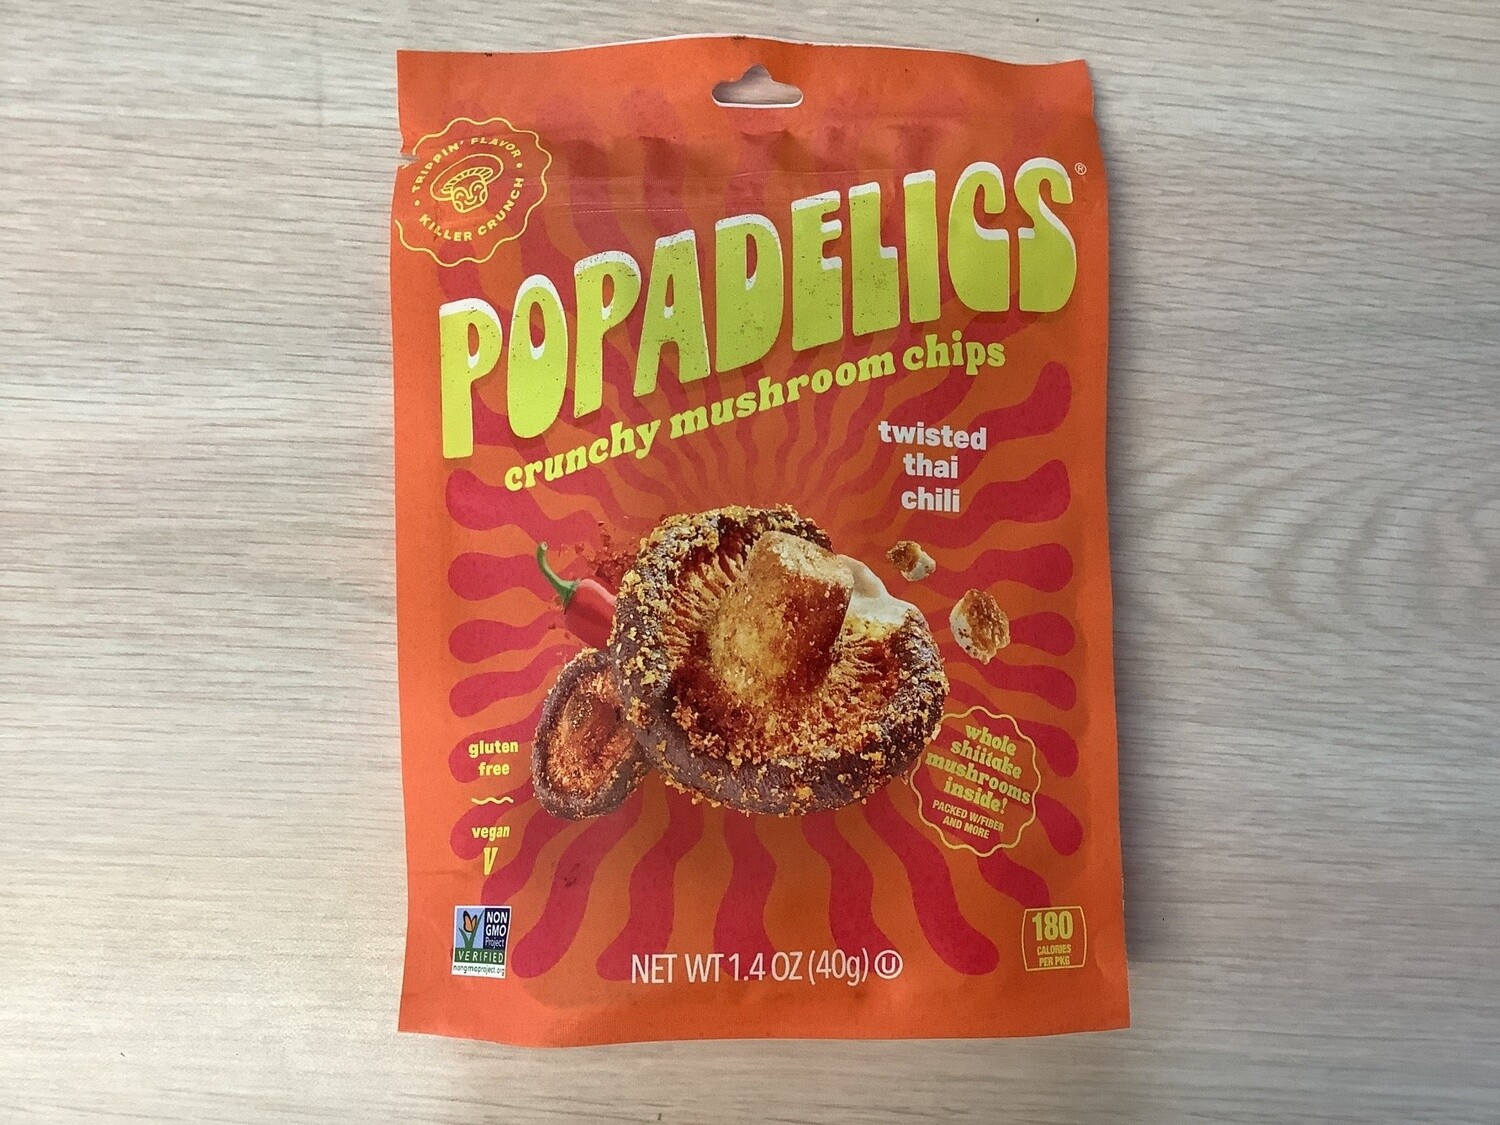 TRIPPIN' FLAVOR
KILLER CRUNCH
POPADELICS®
crunchy mushroom chips
twisted
thai
chili
gluten
free
vegan
V
whole
shiitake
mushrooms
inside!
PACKED W/FIBER
AND MORE
NON
GMO
Project
VERIFIED
nongmoproject.org
NET WT 1.4 OZ (40g) U
180
CALORIES
PER PKG